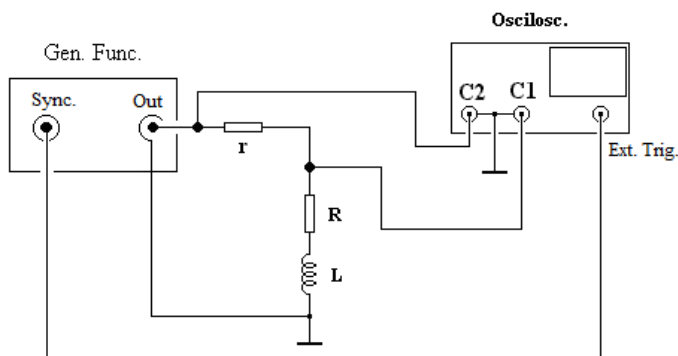 Oscilosc.
Gen. Func.
Sync.
Out
C2
C1
Ext. Trig.
r
R
L